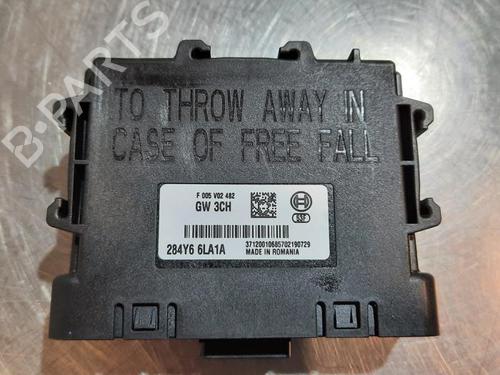 TO THROW AWAY IN
CASE OF FREE FALL
F 005 V02 482
GW 3CH
SSF
284Y6 6LA1A
37120010685702190729
MADE IN ROMANIA
B-PARTS